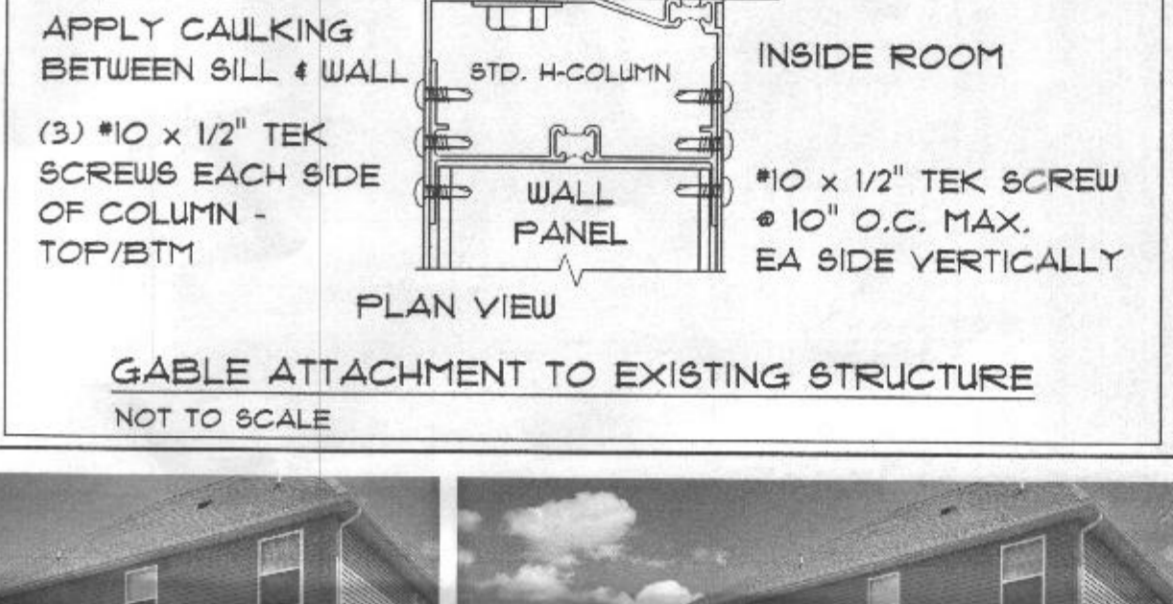 APPLY CAULKING
BETWEEN SILL & WALL
STD. H-COLUMN
INSIDE ROOM
(3) #10 x 1/2" TEK
SCREWS EACH SIDE
OF COLUMN -
TOP/BTM
WALL
PANEL
#10 x 1/2" TEK SCREW
@ 10" O.C. MAX.
EA SIDE VERTICALLY
PLAN VIEW
GABLE ATTACHMENT TO EXISTING STRUCTURE
NOT TO SCALE